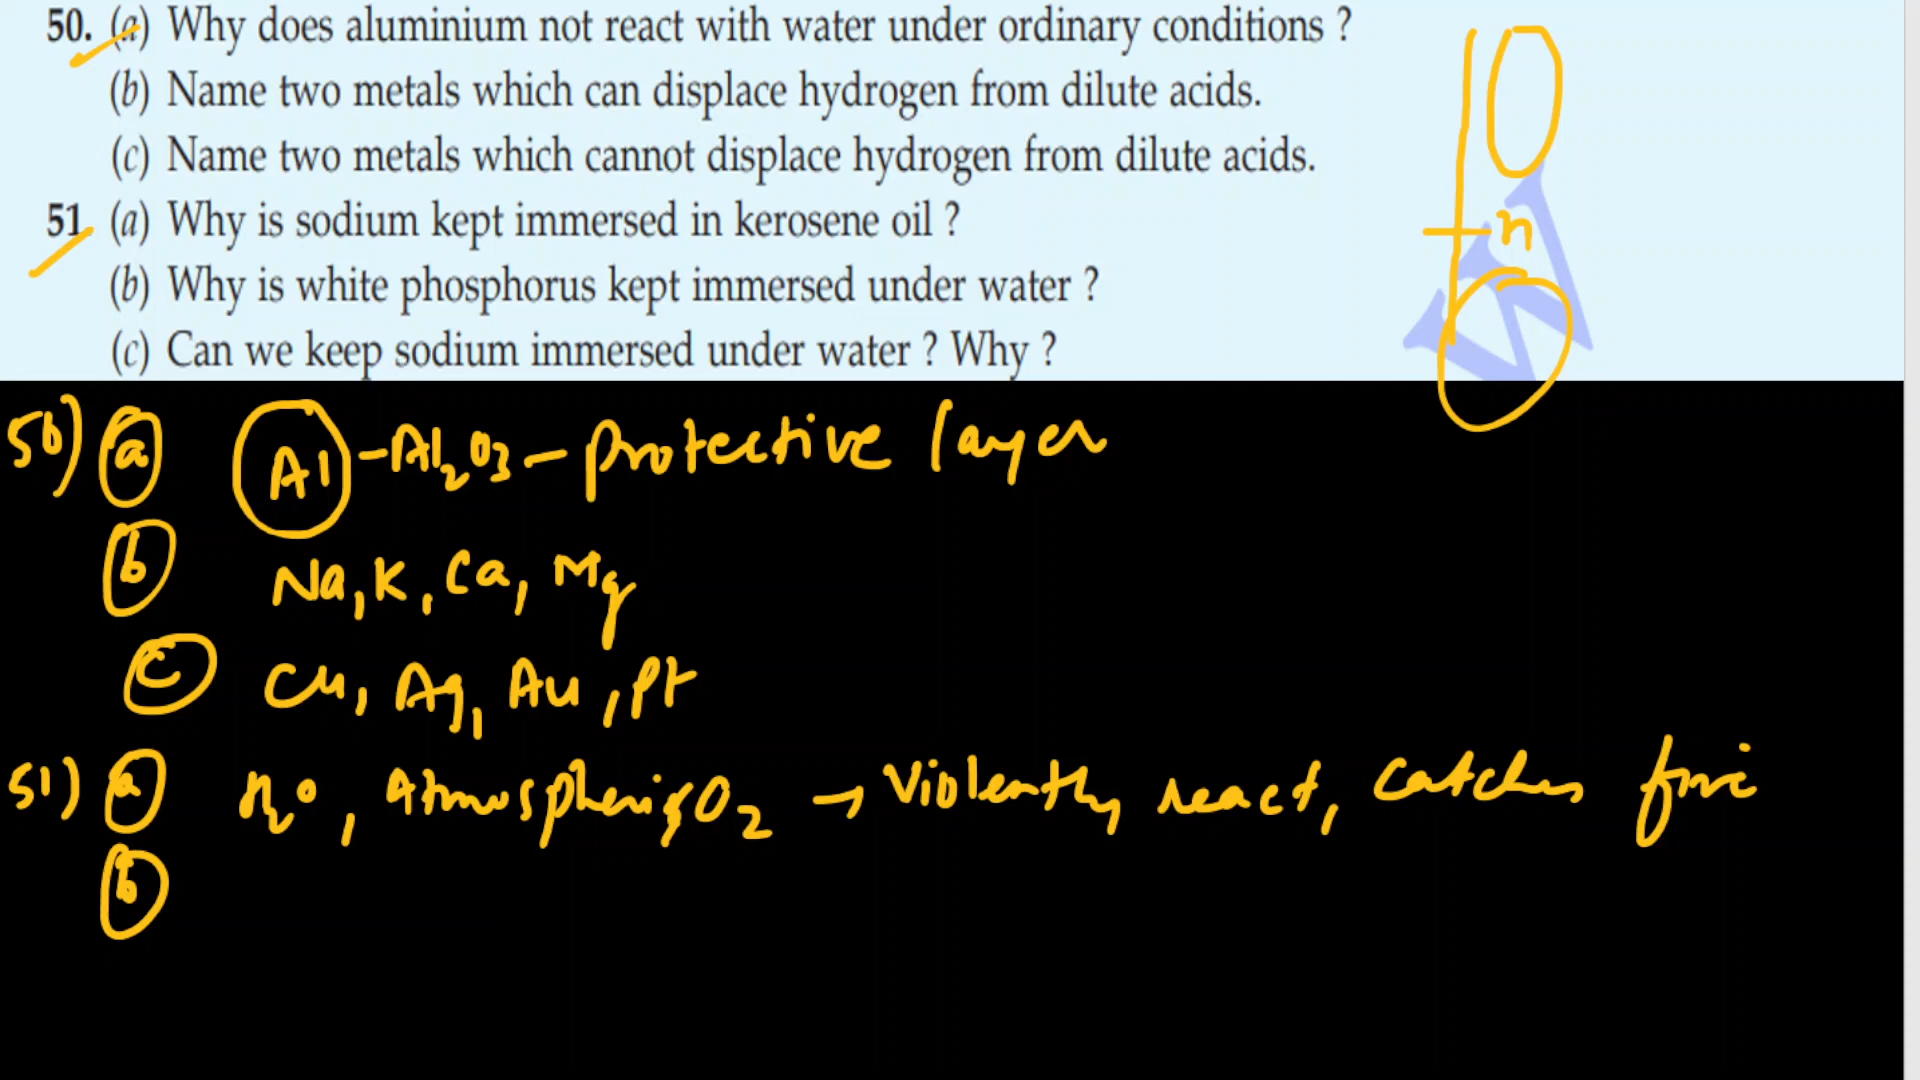 50. (a) Why does aluminium not react with water under ordinary conditions ?
(b) Name two metals which can displace hydrogen from dilute acids.
(c) Name two metals which cannot displace hydrogen from dilute acids.
51. (a) Why is sodium kept immersed in kerosene oil ?
(b) Why is white phosphorus kept immersed under water ?
(c) Can we keep sodium immersed under water ? Why ?
50) a Al - Al2O3 - protective layer
b Na, K, Ca, Mg
c Cu, Ag, Au, Pt
51) a H2O, Atmospheric O2 → Violently react, Catches fire
b